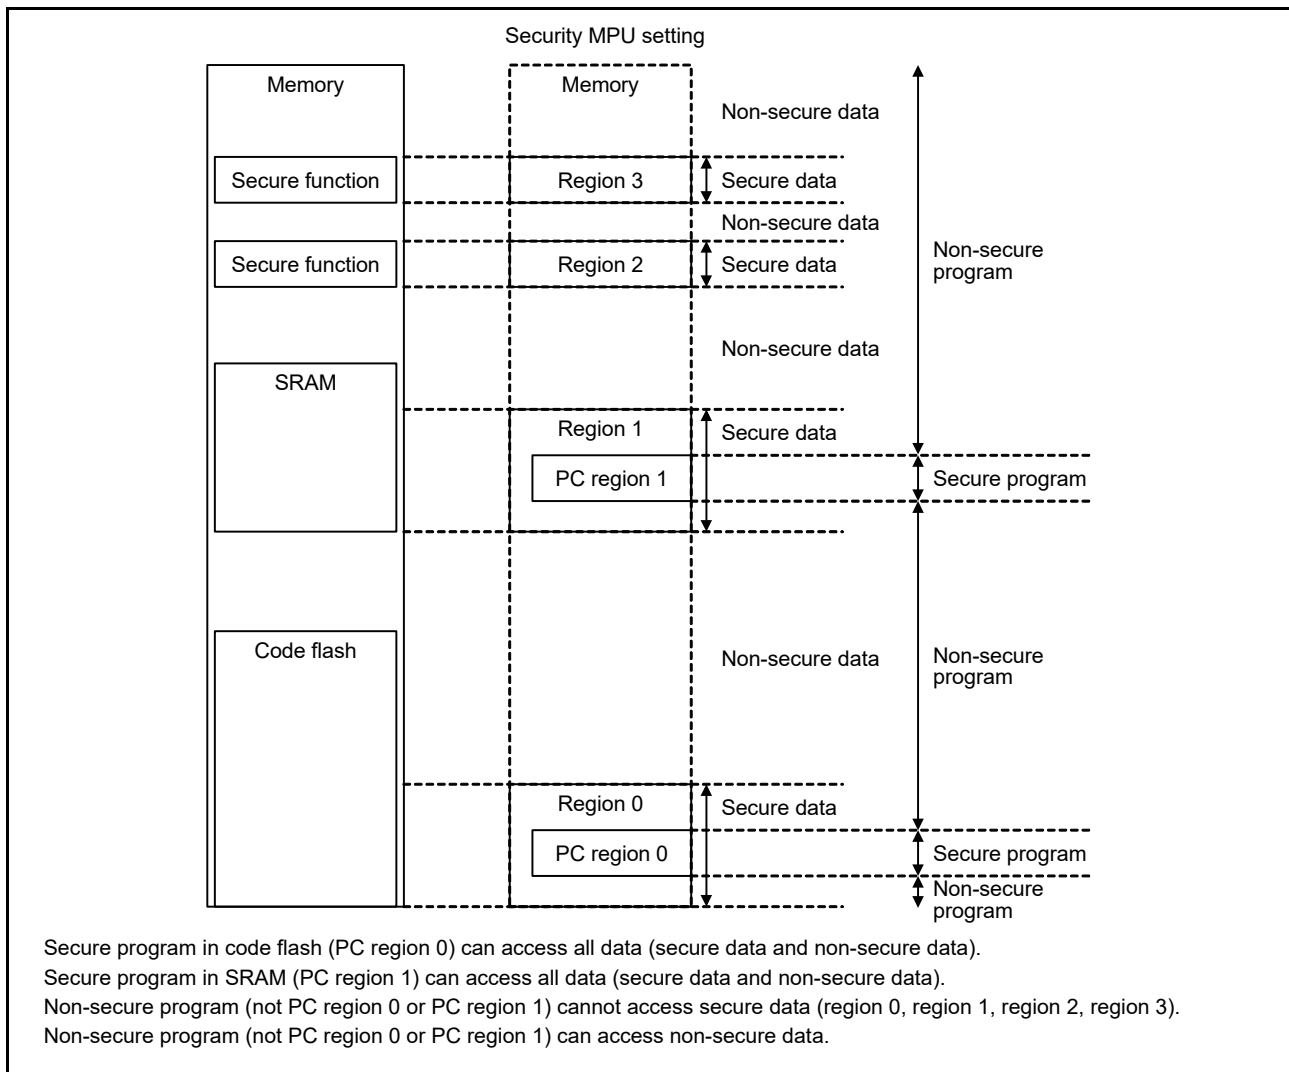 Security MPU setting
Memory
Memory
Non-secure data
Secure function
Region 3
Secure data
Non-secure data
Secure function
Region 2
Secure data
Non-secure
program
Non-secure data
SRAM
Region 1
Secure data
PC region 1
Secure program
Code flash
Non-secure data
Non-secure
program
Region 0
Secure data
PC region 0
Secure program
Non-secure
program
Secure program in code flash (PC region 0) can access all data (secure data and non-secure data).
Secure program in SRAM (PC region 1) can access all data (secure data and non-secure data).
Non-secure program (not PC region 0 or PC region 1) cannot access secure data (region 0, region 1, region 2, region 3).
Non-secure program (not PC region 0 or PC region 1) can access non-secure data.